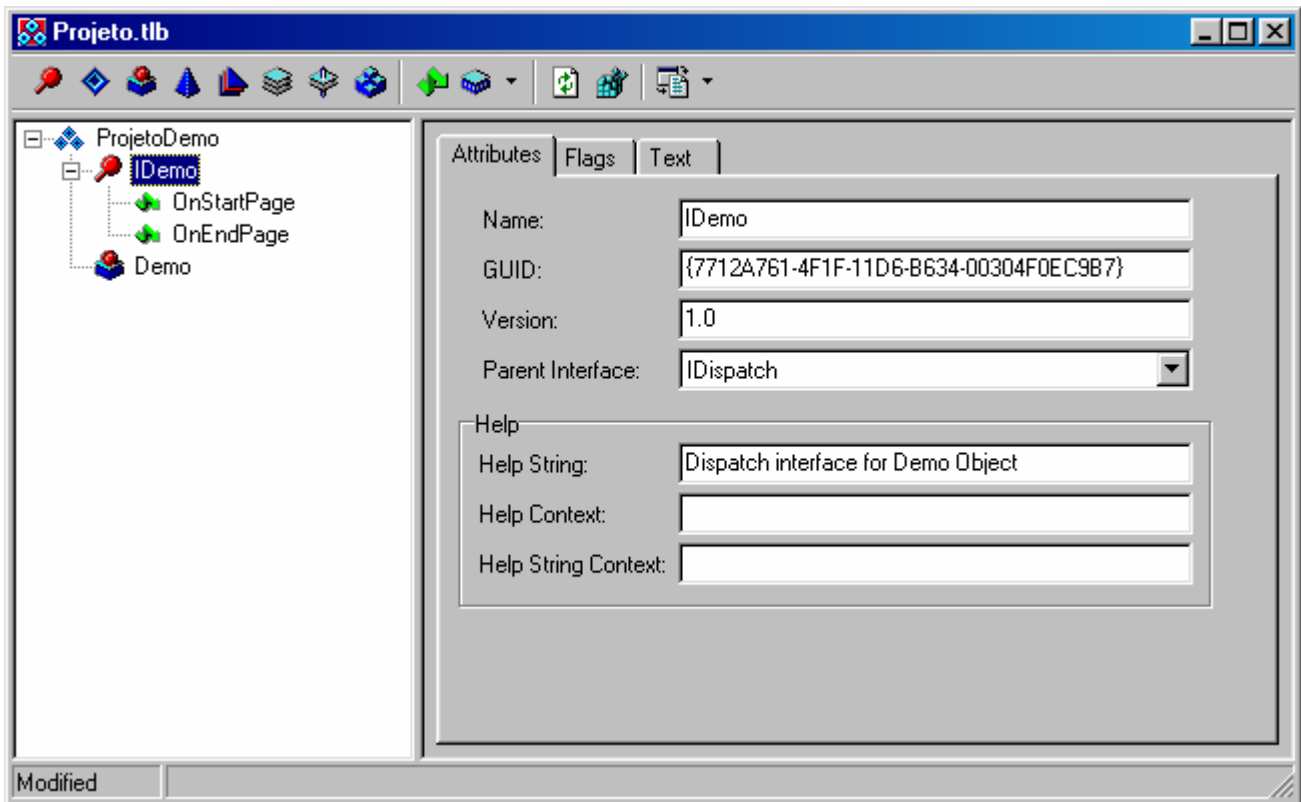 Projeto.tlb
ProjetoDemo
IDemo
OnStartPage
OnEndPage
Demo
Attributes
Flags
Text
Name:
IDemo
GUID:
{7712A761-4F1F-11D6-B634-00304F0EC9B7}
Version:
1.0
Parent Interface:
IDispatch
Help
Help String:
Dispatch interface for Demo Object
Help Context:
Help String Context:
Modified